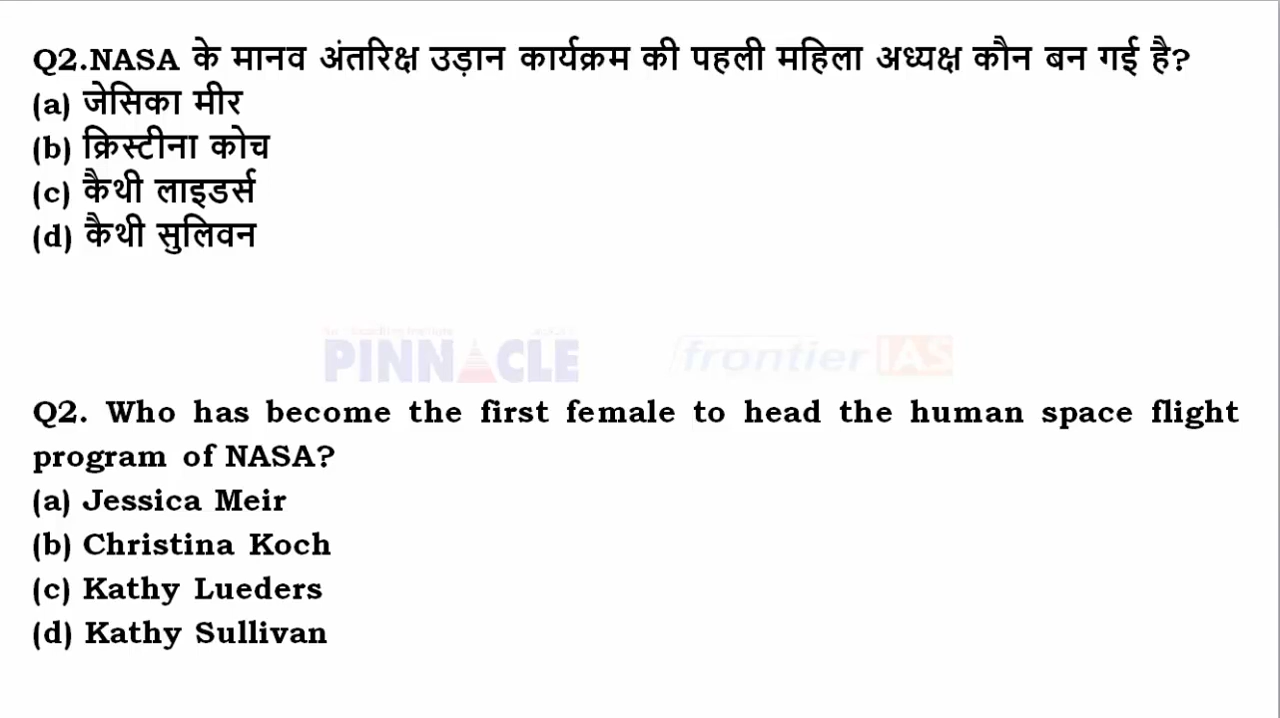 Q2.NASA के मानव अंतरिक्ष उड़ान कार्यक्रम की पहली महिला अध्यक्ष कौन बन गई है?
(a) जेसिका मीर
(b) क्रिस्टीना कोच
(c) कैथी लाइडर्स
(d) कैथी सुलिवन
PINNACLE frontier IAS
Q2. Who has become the first female to head the human space flight
program of NASA?
(a) Jessica Meir
(b) Christina Koch
(c) Kathy Lueders
(d) Kathy Sullivan